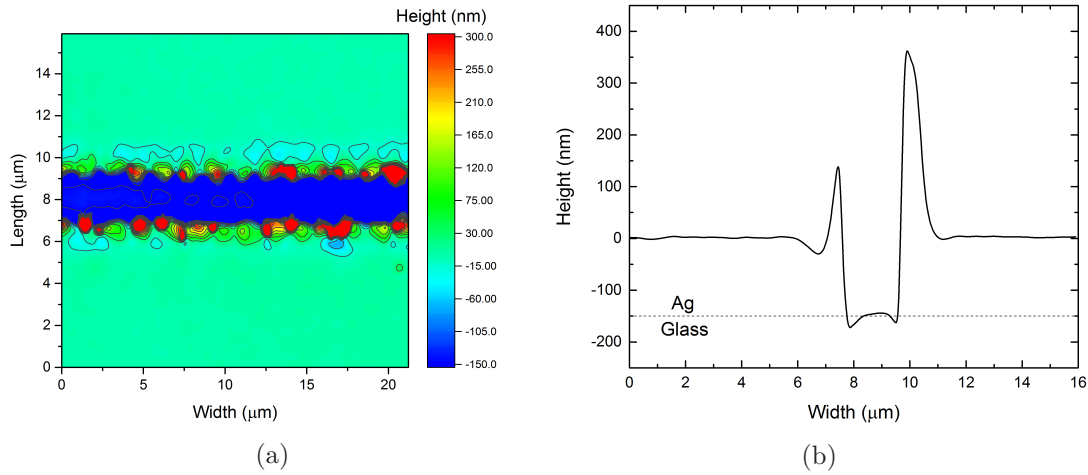 Height (nm)
300.0
255.0
210.0
165.0
120.0
75.00
30.00
-15.00
-60.00
-105.0
-150.0
Length (μm)
14
12
10
8
6
4
2
0
0 5 10 15 20
Width (μm)
(a)
Height (nm)
400
300
200
100
0
-100
-200
Ag
Glass
0 2 4 6 8 10 12 14 16
Width (μm)
(b)